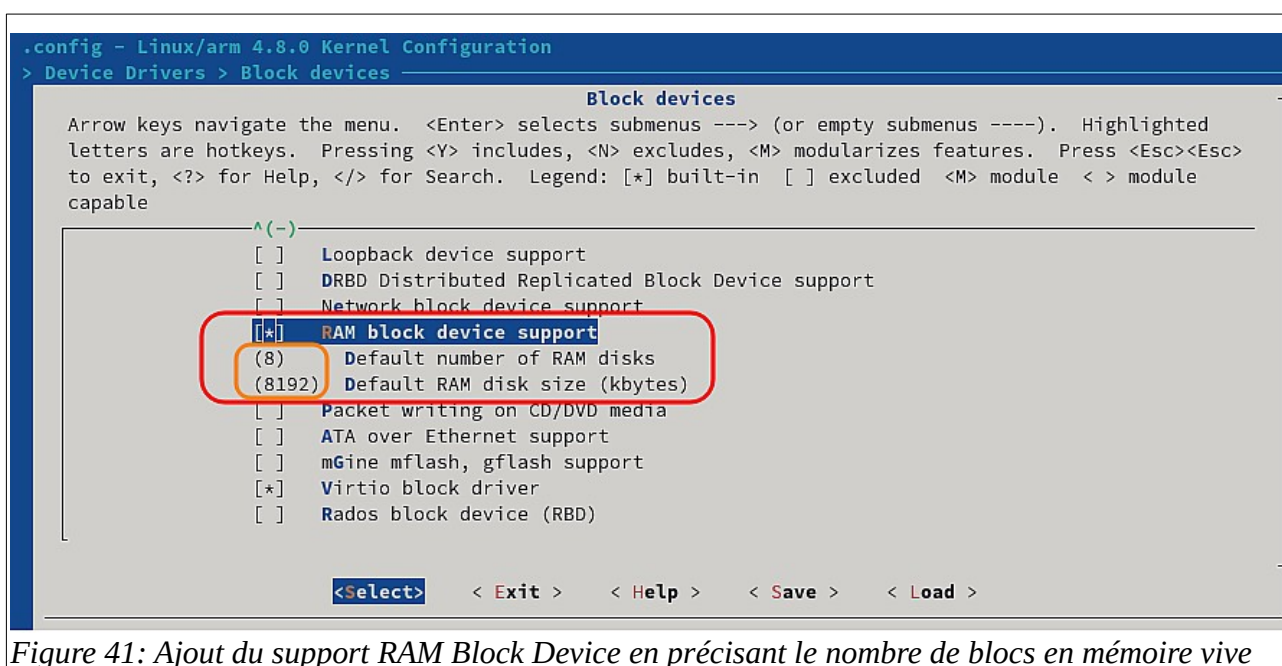 .config - Linux/arm 4.8.0 Kernel Configuration
> Device Drivers > Block devices
Block devices
Arrow keys navigate the menu.  <Enter> selects submenus ---> (or empty submenus ----).  Highlighted
letters are hotkeys.  Pressing <Y> includes, <N> excludes, <M> modularizes features.  Press <Esc><Esc>
to exit, <?> for Help, </> for Search.  Legend: [*] built-in  [ ] excluded  <M> module  < > module
capable
^(-)
[ ]   Loopback device support
[ ]   DRBD Distributed Replicated Block Device support
[ ]   Network block device support
[*]   RAM block device support
(8)     Default number of RAM disks
(8192)  Default RAM disk size (kbytes)
[ ]   Packet writing on CD/DVD media
[ ]   ATA over Ethernet support
[ ]   mGine mflash, gflash support
[*]   Virtio block driver
[ ]   Rados block device (RBD)
<Select>    < Exit >    < Help >    < Save >    < Load >
Figure 41: Ajout du support RAM Block Device en précisant le nombre de blocs en mémoire vive